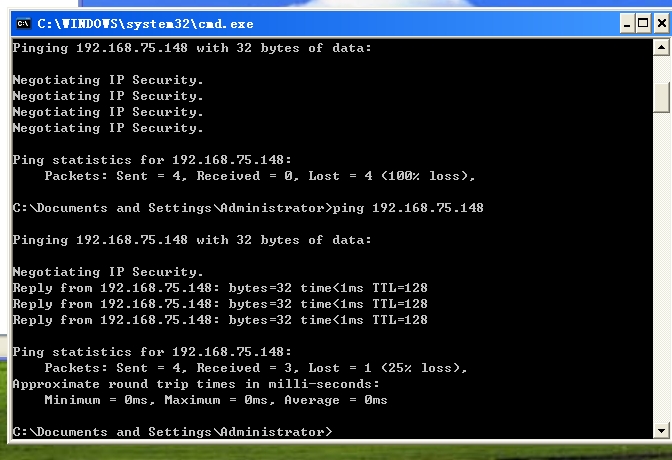 C:\WINDOWS\system32\cmd.exe
Pinging 192.168.75.148 with 32 bytes of data:
Negotiating IP Security.
Negotiating IP Security.
Negotiating IP Security.
Negotiating IP Security.
Ping statistics for 192.168.75.148:
    Packets: Sent = 4, Received = 0, Lost = 4 (100% loss),
C:\Documents and Settings\Administrator>ping 192.168.75.148
Pinging 192.168.75.148 with 32 bytes of data:
Negotiating IP Security.
Reply from 192.168.75.148: bytes=32 time<1ms TTL=128
Reply from 192.168.75.148: bytes=32 time<1ms TTL=128
Reply from 192.168.75.148: bytes=32 time<1ms TTL=128
Ping statistics for 192.168.75.148:
    Packets: Sent = 4, Received = 3, Lost = 1 (25% loss),
Approximate round trip times in milli-seconds:
    Minimum = 0ms, Maximum = 0ms, Average = 0ms
C:\Documents and Settings\Administrator>